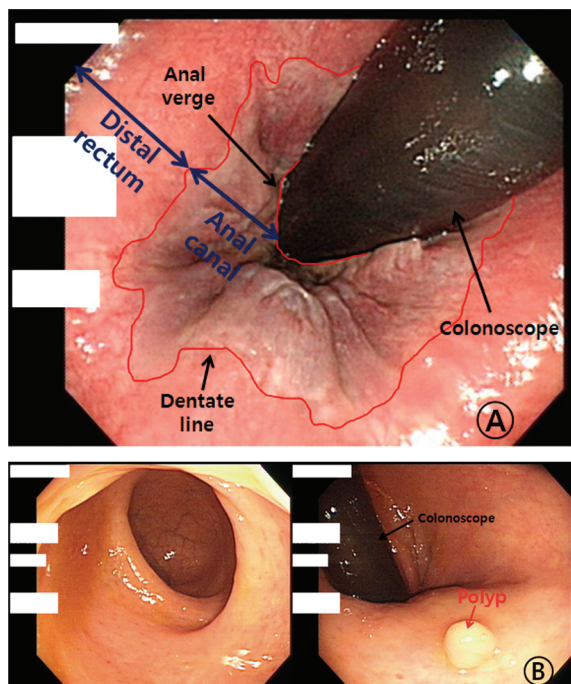 Anal
verge
Distal
rectum
Anal
canal
Colonoscope
Dentate
line
A
Colonoscope
Polyp
B